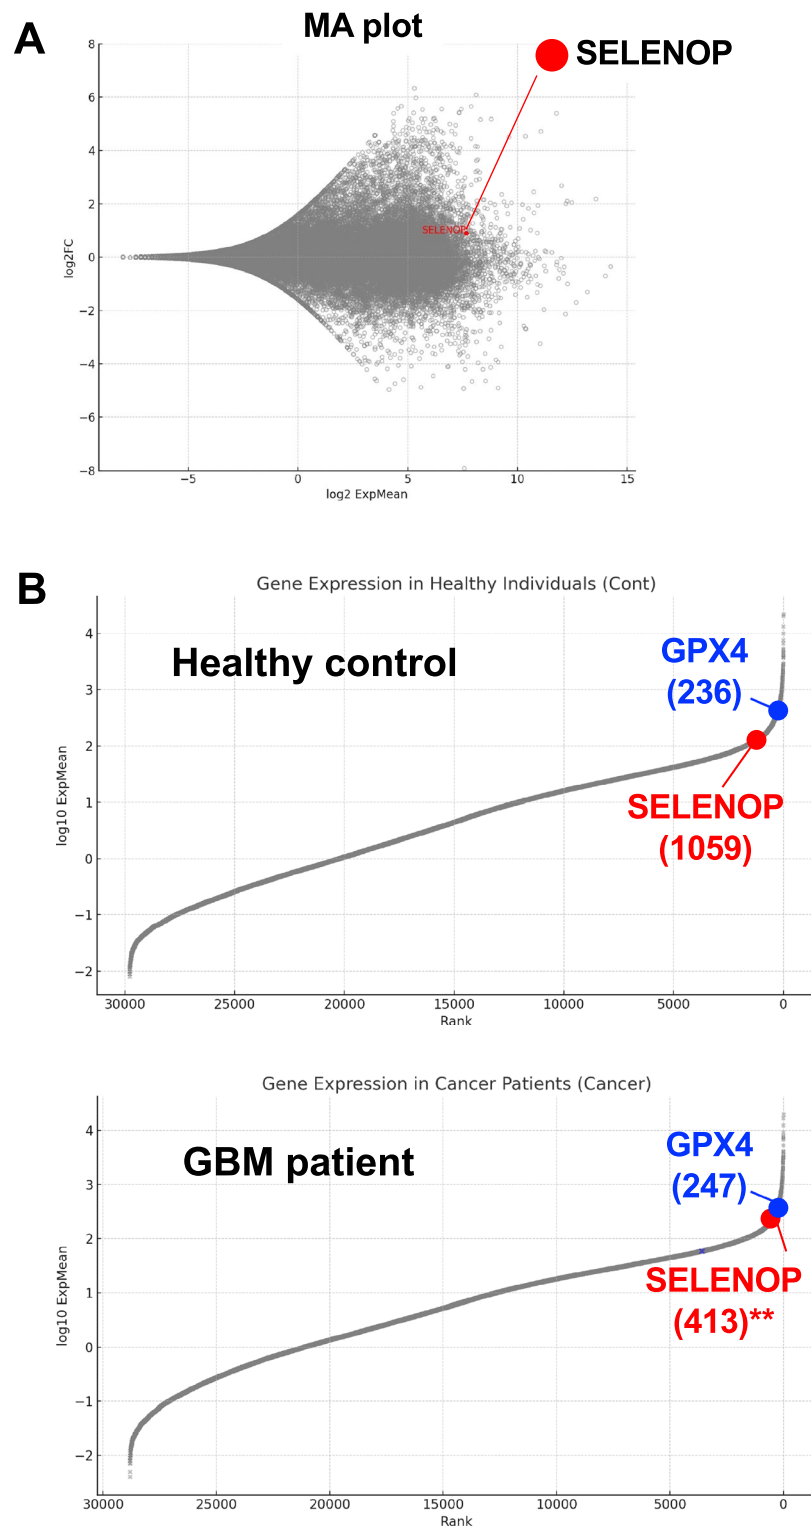 A
MA plot
SELENOP
8
6
4
2
0
−2
−4
−6
−8
log2FC
SELENOP
−5
0
5
10
15
log2 ExpMean
B
Gene Expression in Healthy Individuals (Cont)
Healthy control
GPX4
(236)
SELENOP
(1059)
4
3
2
1
0
−1
−2
log10 ExpMean
30000
25000
20000
15000
10000
5000
0
Rank
Gene Expression in Cancer Patients (Cancer)
GBM patient
GPX4
(247)
SELENOP
(413)**
4
3
2
1
0
−1
−2
log10 ExpMean
30000
25000
20000
15000
10000
5000
0
Rank